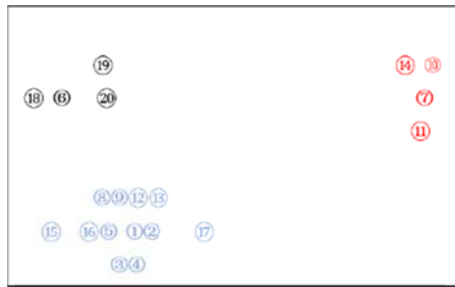 ⑲ ⑭ ⑩
⑱ ⑥ ⑳ ⑦
⑪
⑧⑨⑫⑬
⑮ ⑯⑤ ①② ⑰
③④